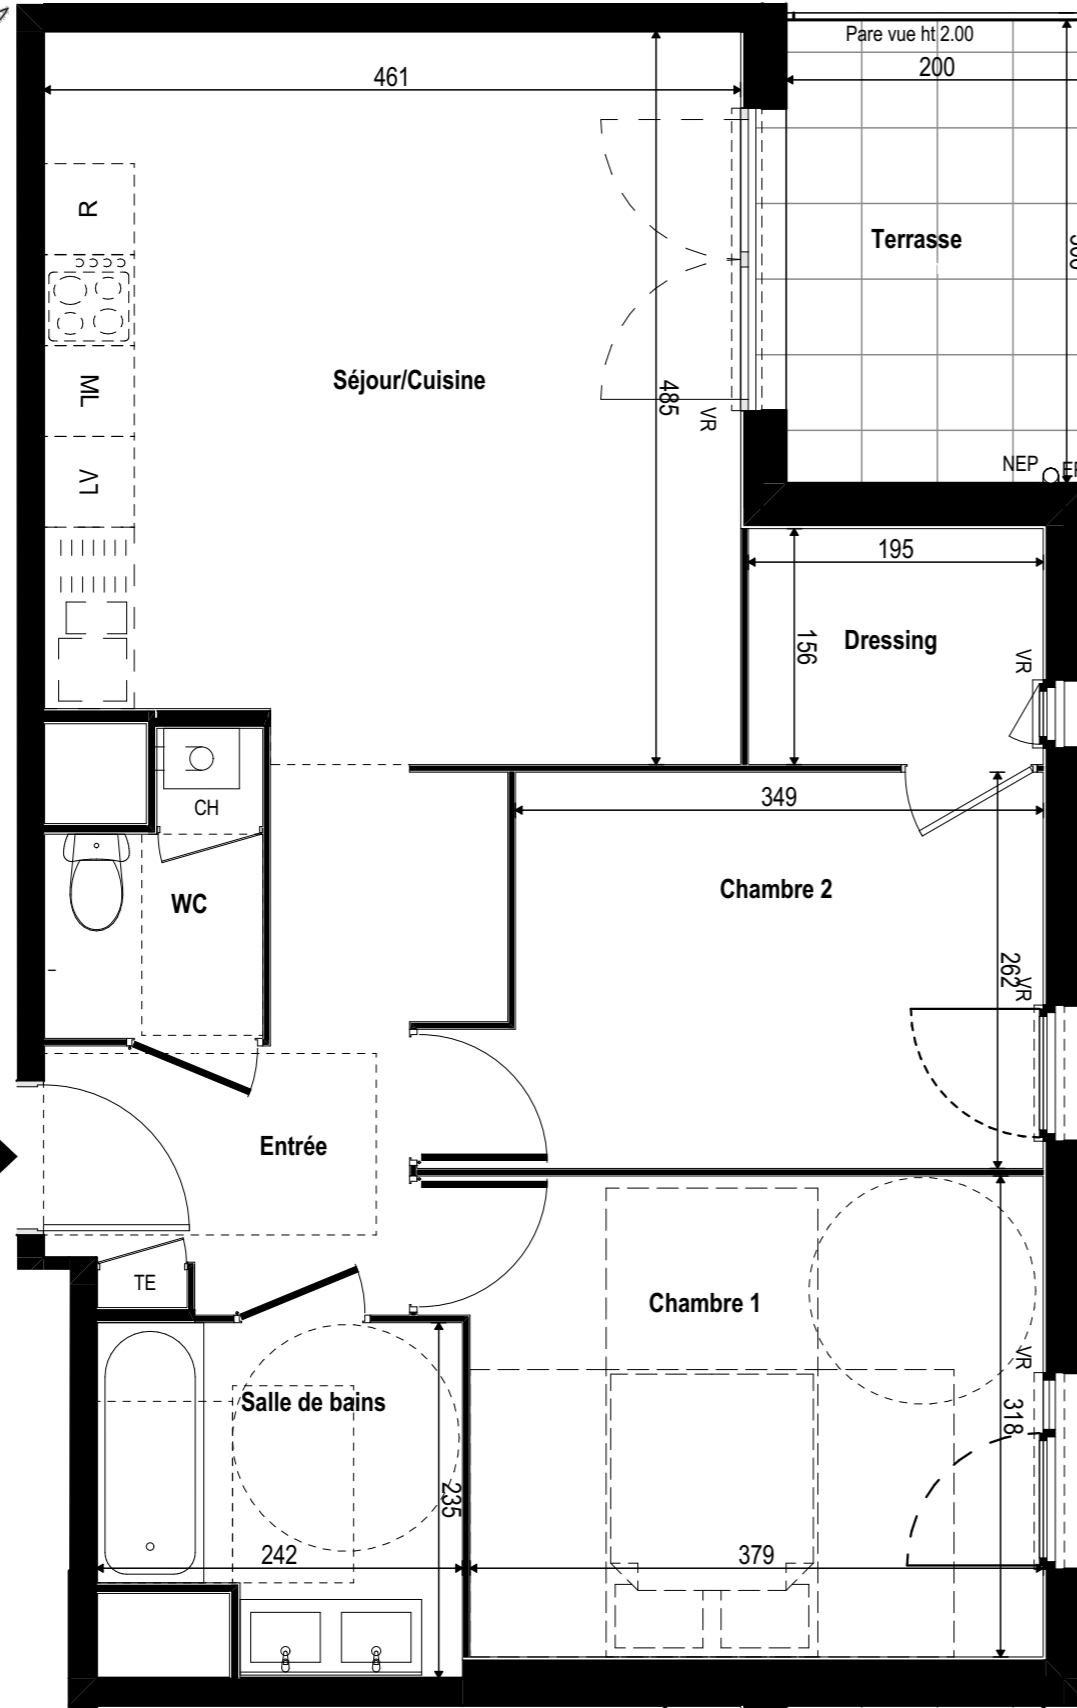 Pare vue ht 2.00
461
200
R
Terrasse
Séjour/Cuisine
ML
485
VR
LV
NEP
195
156
Dressing
VR
CH
349
WC
Chambre 2
262
VR
Entrée
TE
Chambre 1
VR
318
Salle de bains
235
242
379